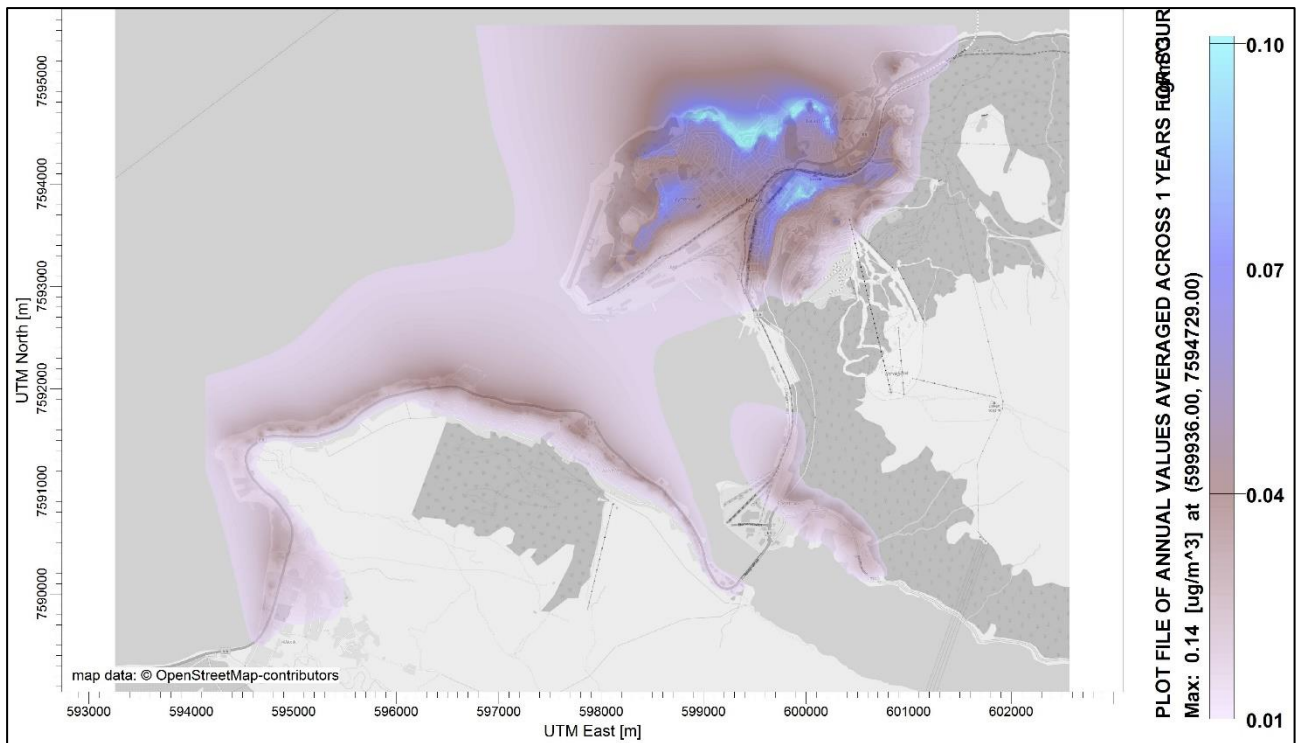 PLOT FILE OF ANNUAL VALUES AVERAGED ACROSS 1 YEARS FOR SOUR
Max: 0.14 [ug/m^3] at (599936.00, 7594729.00)
0.10
0.07
0.04
0.01
UTM North [m]
7595000
7594000
7593000
7592000
7591000
7590000
map data: © OpenStreetMap-contributors
593000 594000 595000 596000 597000 598000 599000 600000 601000 602000
UTM East [m]